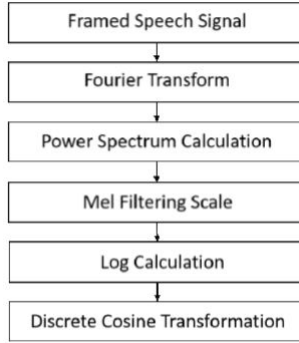 Framed Speech Signal
Fourier Transform
Power Spectrum Calculation
Mel Filtering Scale
Log Calculation
Discrete Cosine Transformation